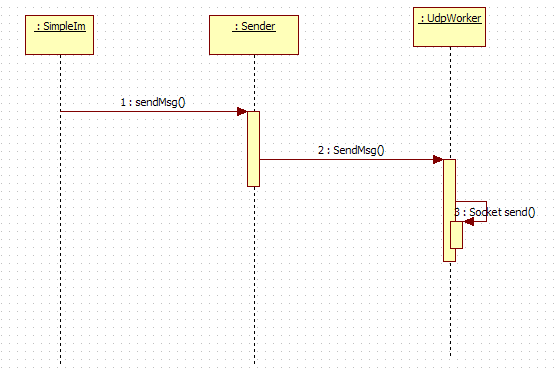 : SimpleIm
: Sender
: UdpWorker
1 : sendMsg()
2 : SendMsg()
3 : Socket send()